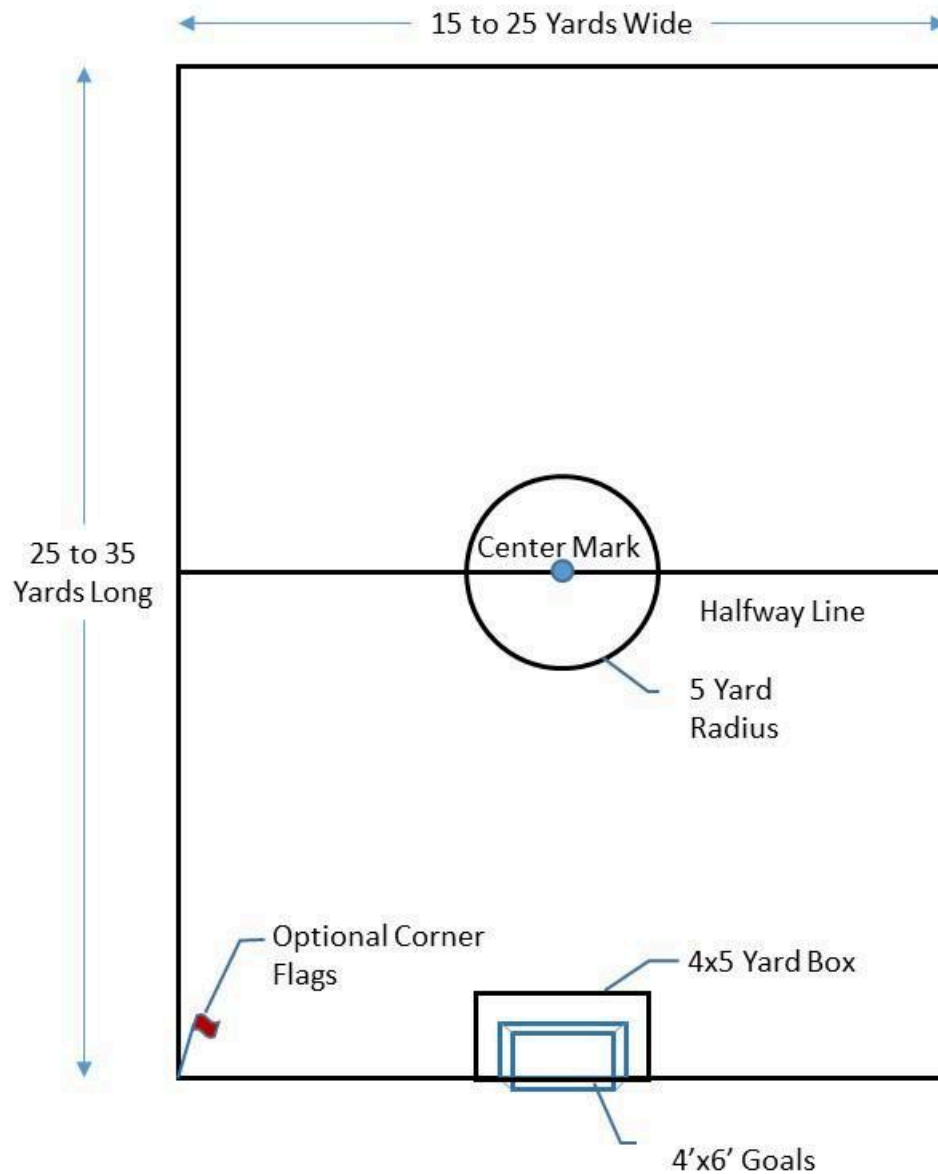 15 to 25 Yards Wide
Center Mark
25 to 35
Yards Long
Halfway Line
5 Yard
Radius
Optional Corner
Flags
4x5 Yard Box
4’x6’ Goals